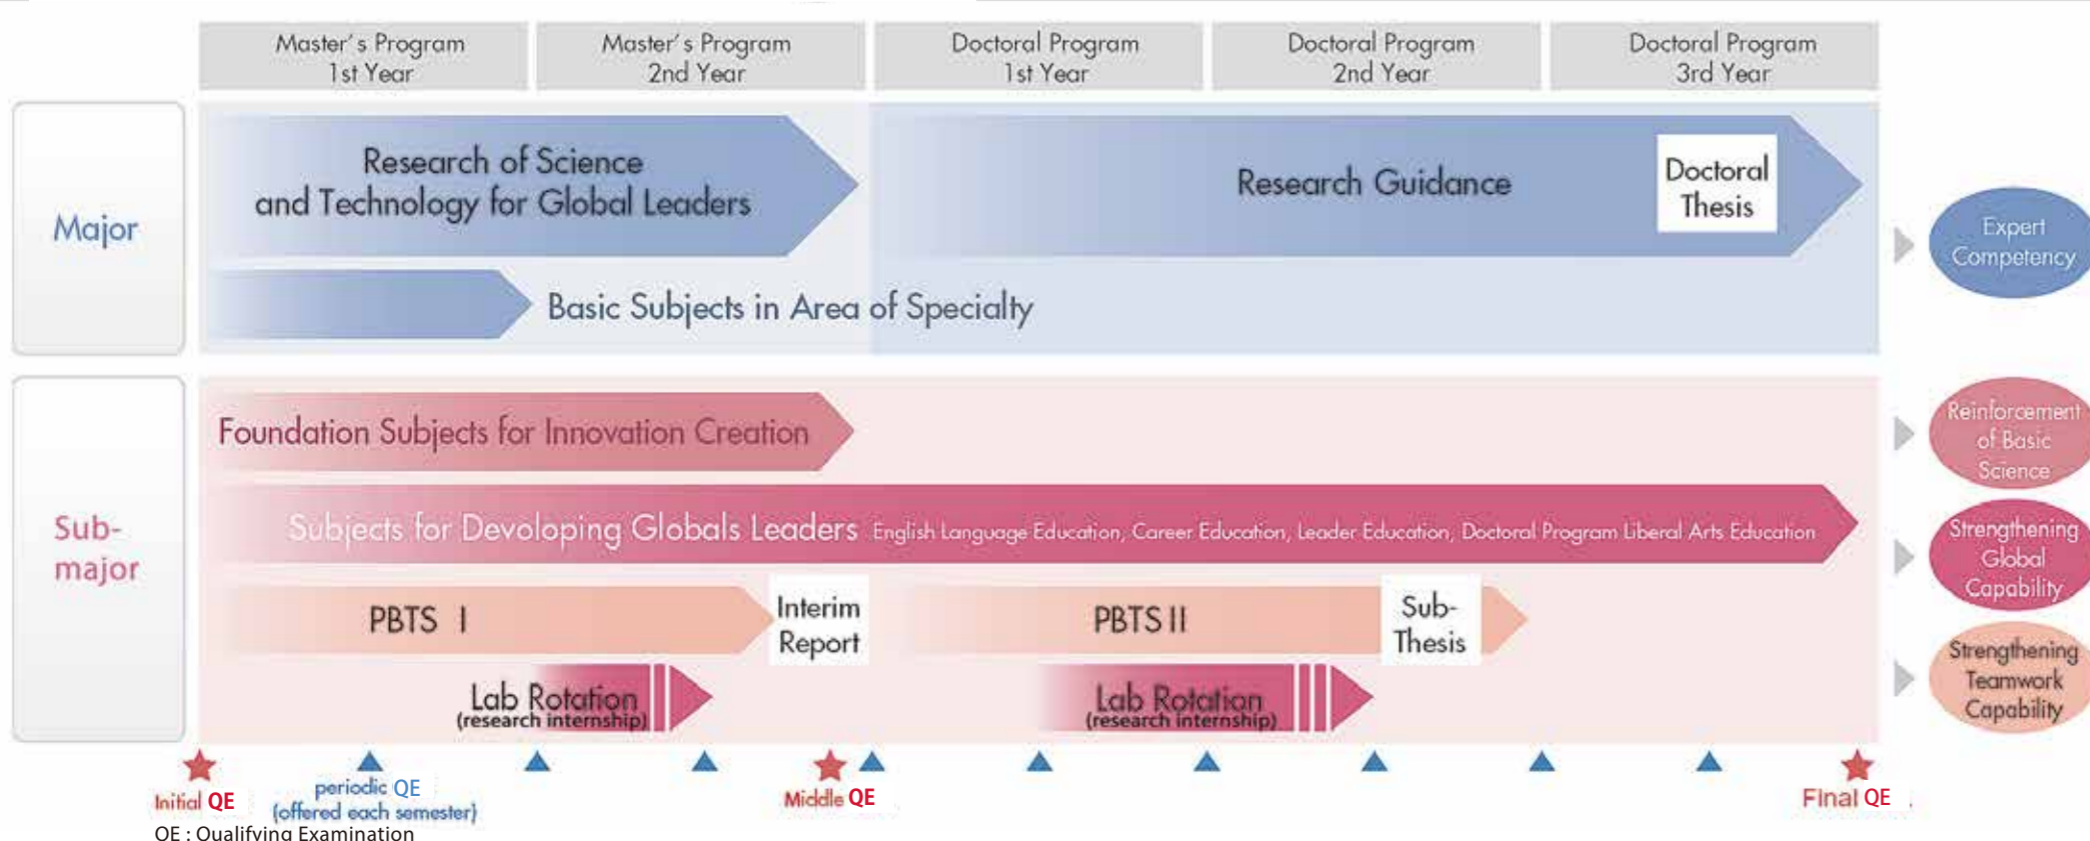 Master's Program
1st Year
Master's Program
2nd Year
Doctoral Program
1st Year
Doctoral Program
2nd Year
Doctoral Program
3rd Year
Major
Research of Science
and Technology for Global Leaders
Research Guidance
Doctoral
Thesis
Basic Subjects in Area of Specialty
Expert
Competency
Sub-
major
Foundation Subjects for Innovation Creation
Reinforcement
of Basic
Science
Subjects for Devoloping Globals Leaders English Language Education, Career Education, Leader Education, Doctoral Program Liberal Arts Education
Strengthening
Global
Capability
PBTS I
Interim
Report
PBTS II
Sub-
Thesis
Lab Rotation
(research internship)
Lab Rotation
(research internship)
Strengthening
Teamwork
Capability
Initial QE
periodic QE
(offered each semester)
Middle QE
Final QE
QE : Qualifying Examination